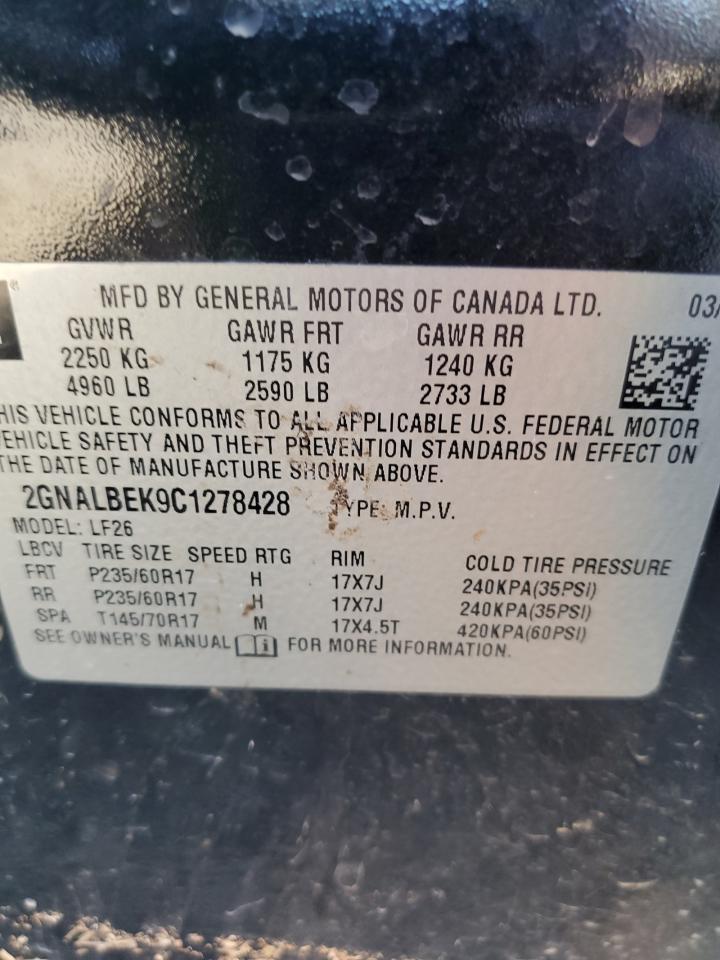 MFD BY GENERAL MOTORS OF CANADA LTD. 03/
GVWR GAWR FRT GAWR RR
2250 KG 1175 KG 1240 KG
4960 LB 2590 LB 2733 LB
HIS VEHICLE CONFORMS TO ALL APPLICABLE U.S. FEDERAL MOTOR
VEHICLE SAFETY AND THEFT PREVENTION STANDARDS IN EFFECT ON
THE DATE OF MANUFACTURE SHOWN ABOVE.
2GNALBEK9C1278428 TYPE: M.P.V.
MODEL: LF26
LBCV TIRE SIZE SPEED RTG RIM COLD TIRE PRESSURE
FRT P235/60R17 H 17X7J 240KPA(35PSI)
RR P235/60R17 H 17X7J 240KPA(35PSI)
SPA T145/70R17 M 17X4.5T 420KPA(60PSI)
SEE OWNER'S MANUAL i FOR MORE INFORMATION.